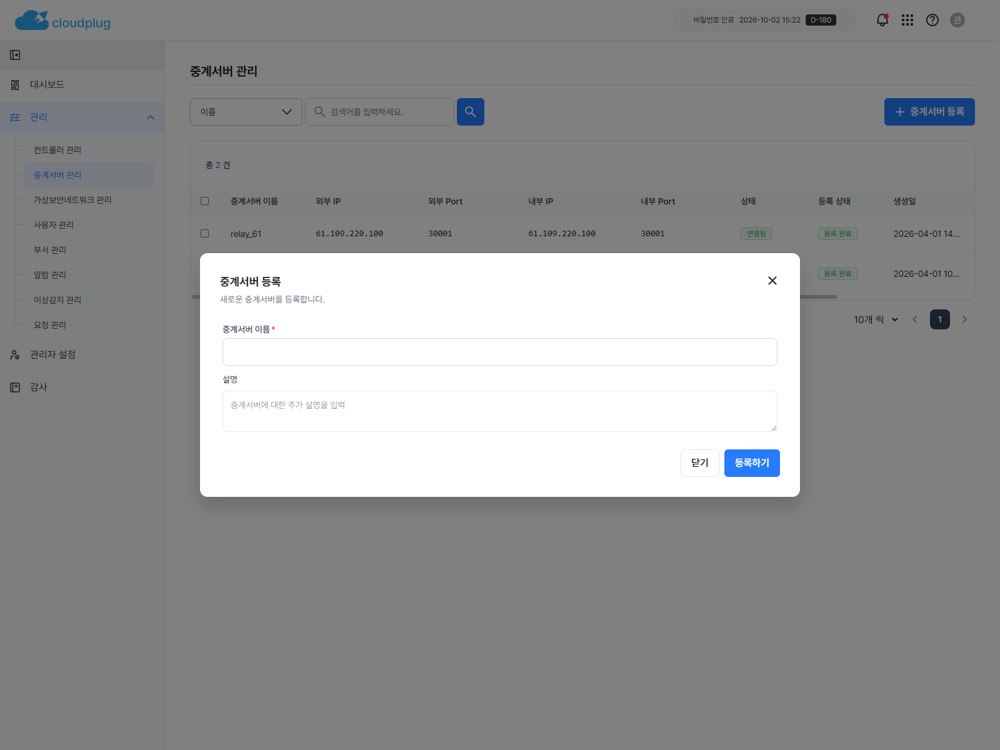 cloudplug
비밀번호 만료 2026-10-02 15:22 D-180
관
대시보드
관리
컨트롤러 관리
중계서버 관리
가상보안네트워크 관리
사용자 관리
부서 관리
알람 관리
이상감지 관리
요청 관리
관리자 설정
감사
중계서버 관리
이름
검색어를 입력하세요.
중계서버 등록
총 2 건
중계서버 이름 외부 IP 외부 Port 내부 IP 내부 Port 상태 등록 상태 생성일
relay_61 61.109.220.100 30001 61.109.220.100 30001 연결됨 등록 완료 2026-04-01 14...
등록 완료 2026-04-01 10...
10개 씩 1
중계서버 등록
새로운 중계서버를 등록합니다.
중계서버 이름*
설명
중계서버에 대한 추가 설명을 입력
닫기
등록하기